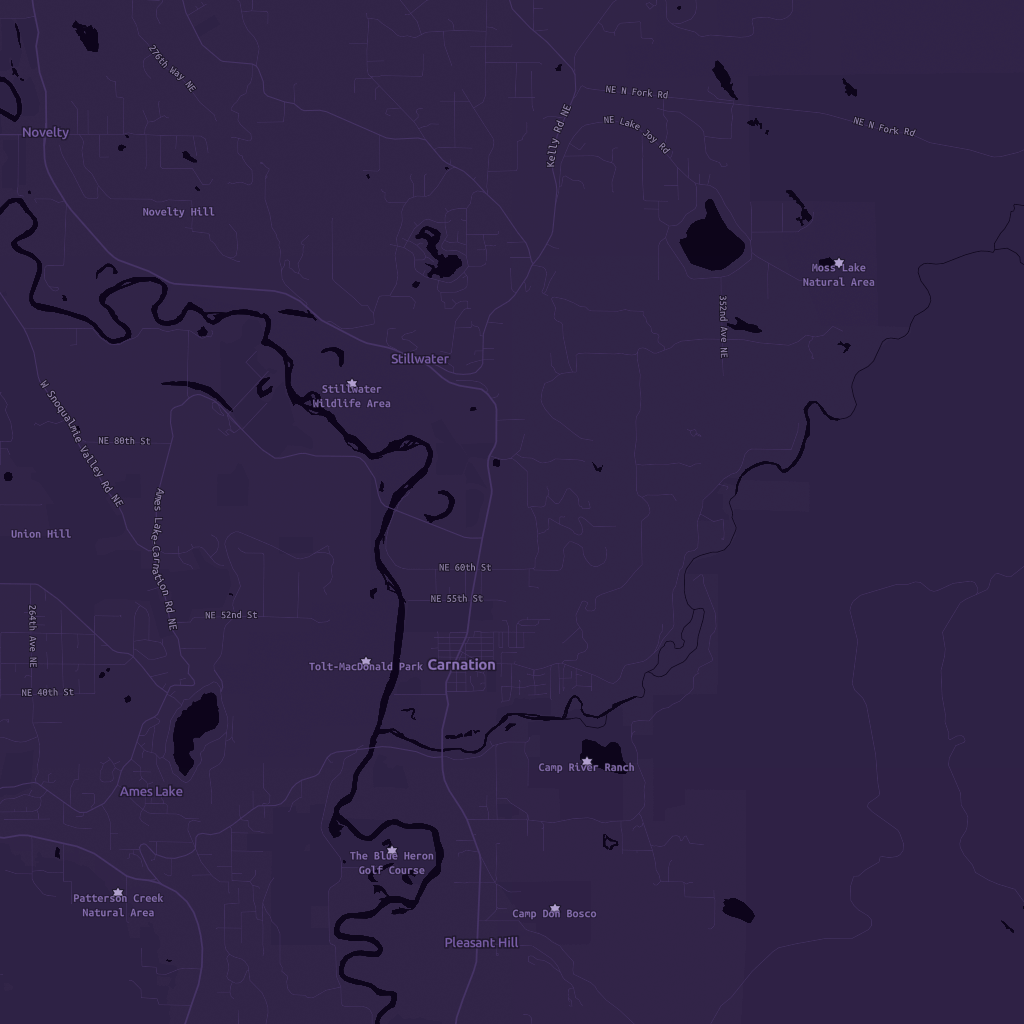 276th Way NE
NE N Fork Rd
Kelly Rd NE
NE Lake Joy Rd
NE N Fork Rd
Novelty
Novelty Hill
Moss Lake
Natural Area
352nd Ave NE
Stillwater
Stillwater
Wildlife Area
W Snoqualmie Valley Rd NE
NE 80th St
Ames Lake-Carnation Rd NE
Union Hill
NE 60th St
NE 55th St
264th Ave NE
NE 52nd St
Tolt-MacDonald Park
Carnation
NE 40th St
Camp River Ranch
Ames Lake
The Blue Heron
Golf Course
Patterson Creek
Natural Area
Camp Don Bosco
Pleasant Hill